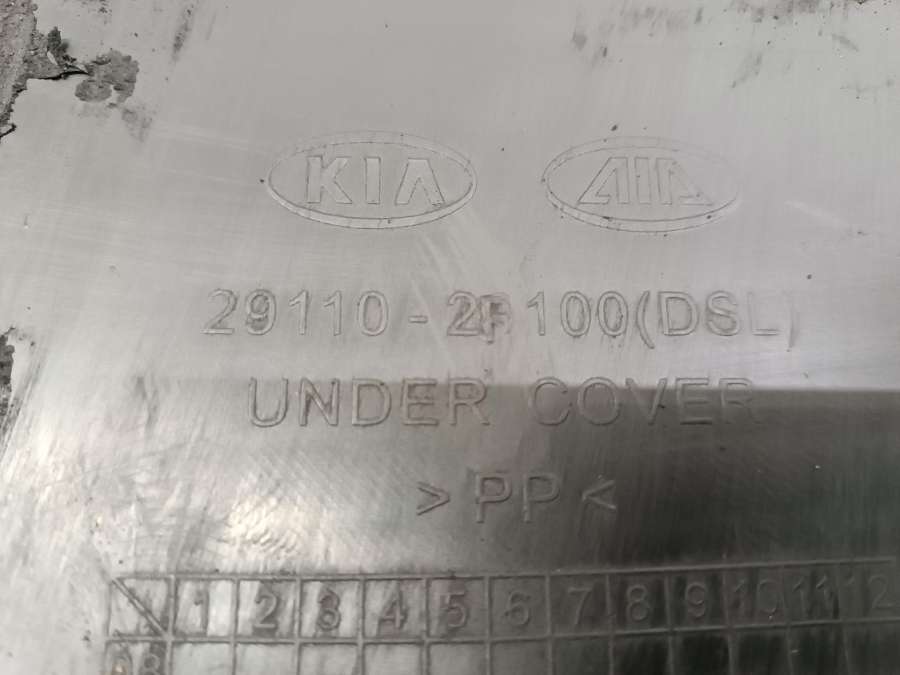 KIA
29110-2F100(DSL)
UNDER COVER
>PP<
1 2 3 4 5 6 7 8 9 10 11 12
08